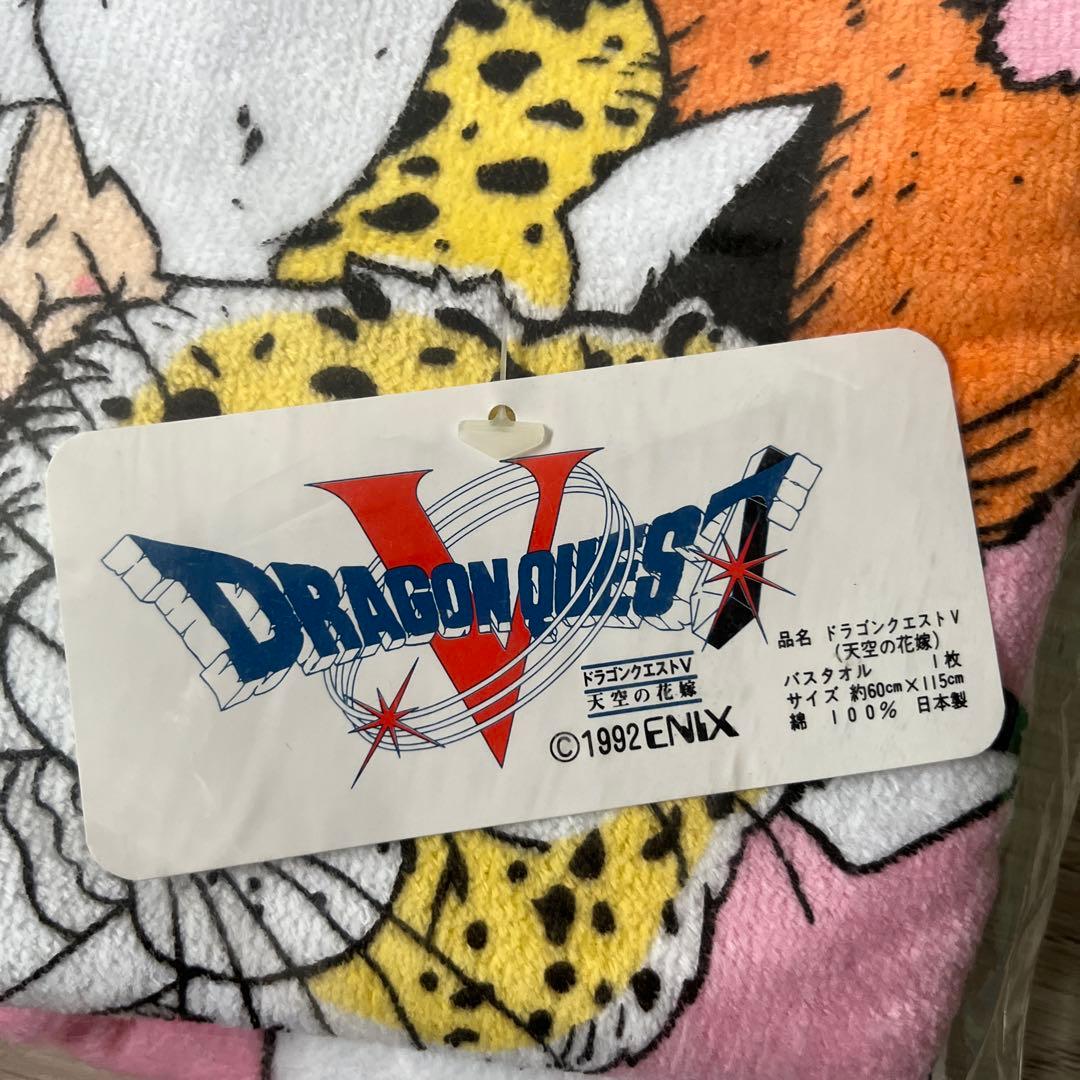 DRAGON QUEST
V
ドラゴンクエストV
天空の花嫁
©1992 ENIX
品名 ドラゴンクエストV
(天空の花嫁)
バスタオル 1枚
サイズ 約60cm×115cm
綿 100% 日本製